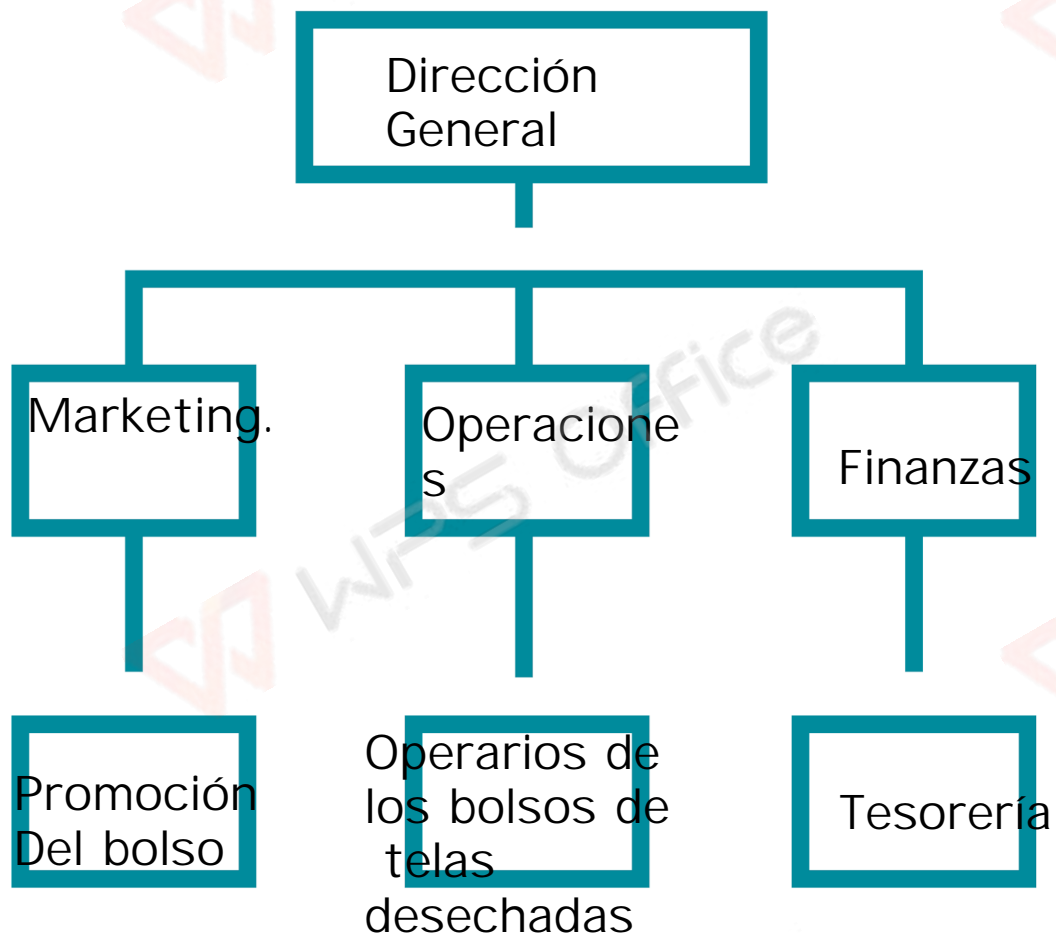 Dirección
General
Marketing.
Operacione
s
Finanzas
WPS Office
Promoción
Del bolso
Operarios de
los bolsos de
telas
desechadas
Tesorería